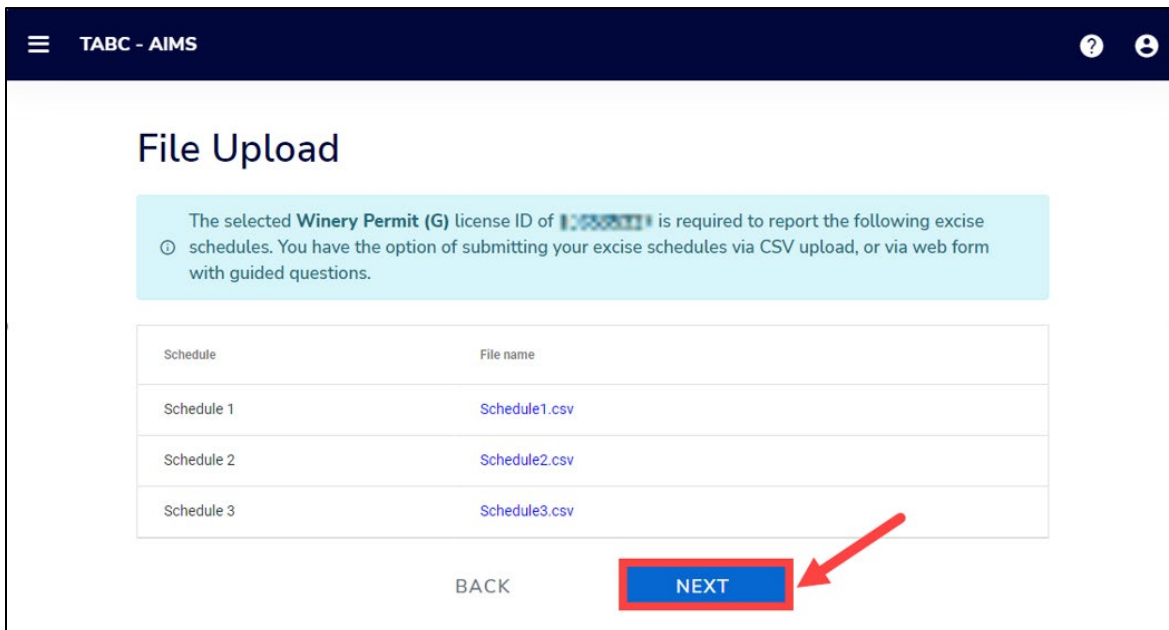 TABC - AIMS
File Upload
The selected Winery Permit (G) license ID of is required to report the following excise
schedules. You have the option of submitting your excise schedules via CSV upload, or via web form
with guided questions.
Schedule File name
Schedule 1 Schedule1.csv
Schedule 2 Schedule2.csv
Schedule 3 Schedule3.csv
BACK NEXT